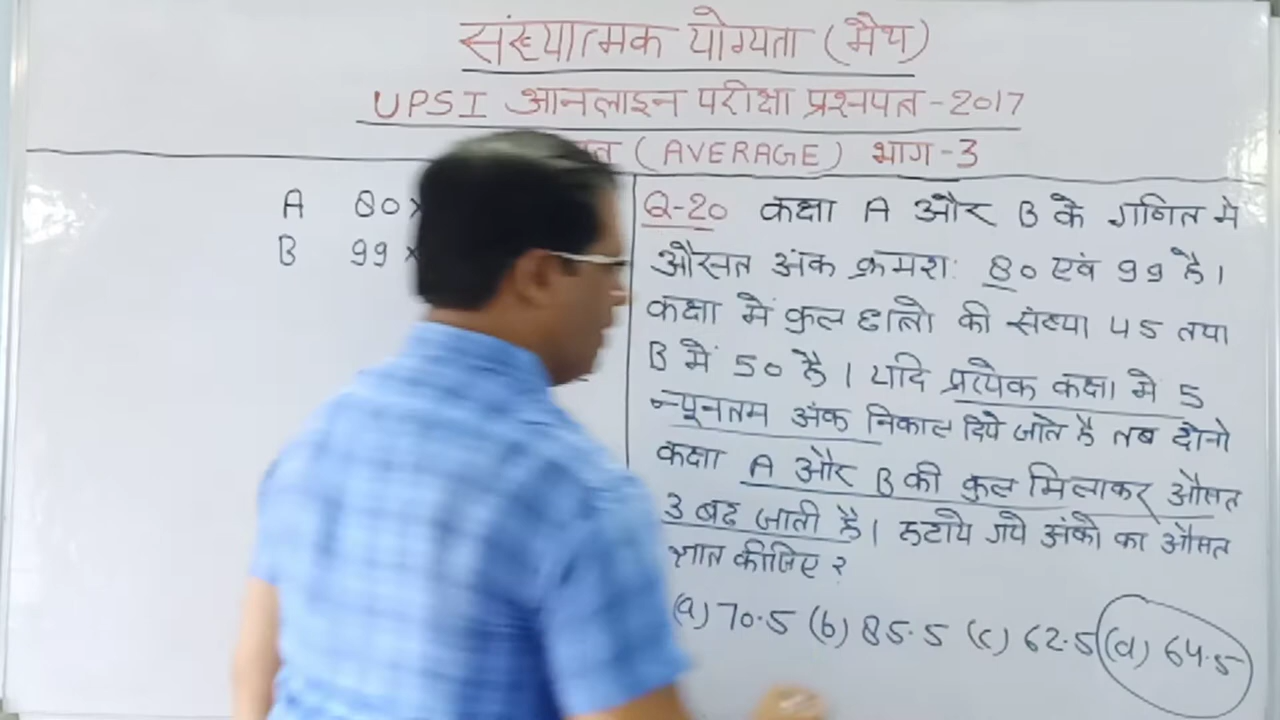 संख्यात्मक योग्यता (मैथ)
UPSI आनलाइन परीक्षा प्रश्नपत्र-2017
(AVERAGE) भाग-3
A 80×
B 99×
Q-20 कक्षा A और B के गणित मे
औसत अंक क्रमश: 80 एवं 99 है।
कक्षा में कुल छात्रो की संख्या 45 तथा
B में 50 है। यदि प्रत्येक कक्षा मे 5
न्यूनतम अंक निकाल दिये जाते है तब दोनो
कक्षा A और B की कुल मिलाकर औसत
3 बढ जाती है। हटाये गये अंको का औसत
ज्ञात कीजिए?
(a) 70.5 (b) 85.5 (c) 62.5 (d) 64.5